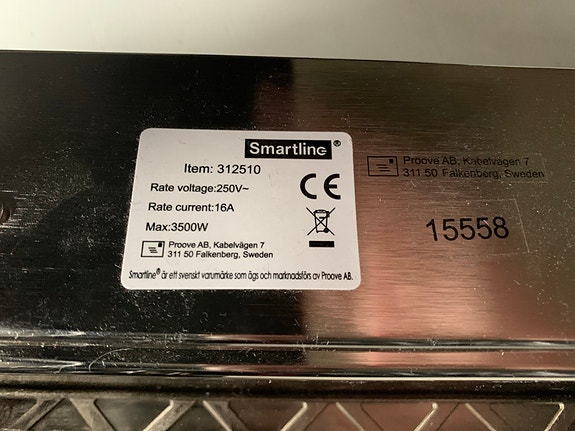 Smartline®
Item: 312510
Rate voltage:250V~
Rate current:16A
Max:3500W
CE
Proove AB, Kabelvägen 7
311 50 Falkenberg, Sweden
Smartline® är ett svenskt varumärke som ägs och marknadsförs av Proove AB.
Proove AB, Kabelvägen 7
311 50 Falkenberg, Sweden
15558